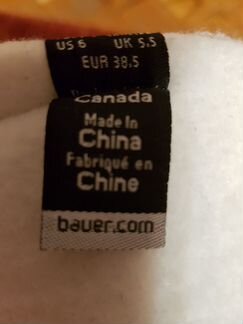 US 6 UK 5.5
EUR 38.5
Canada
Made In
China
Fabriqué en
Chine
bauer.com